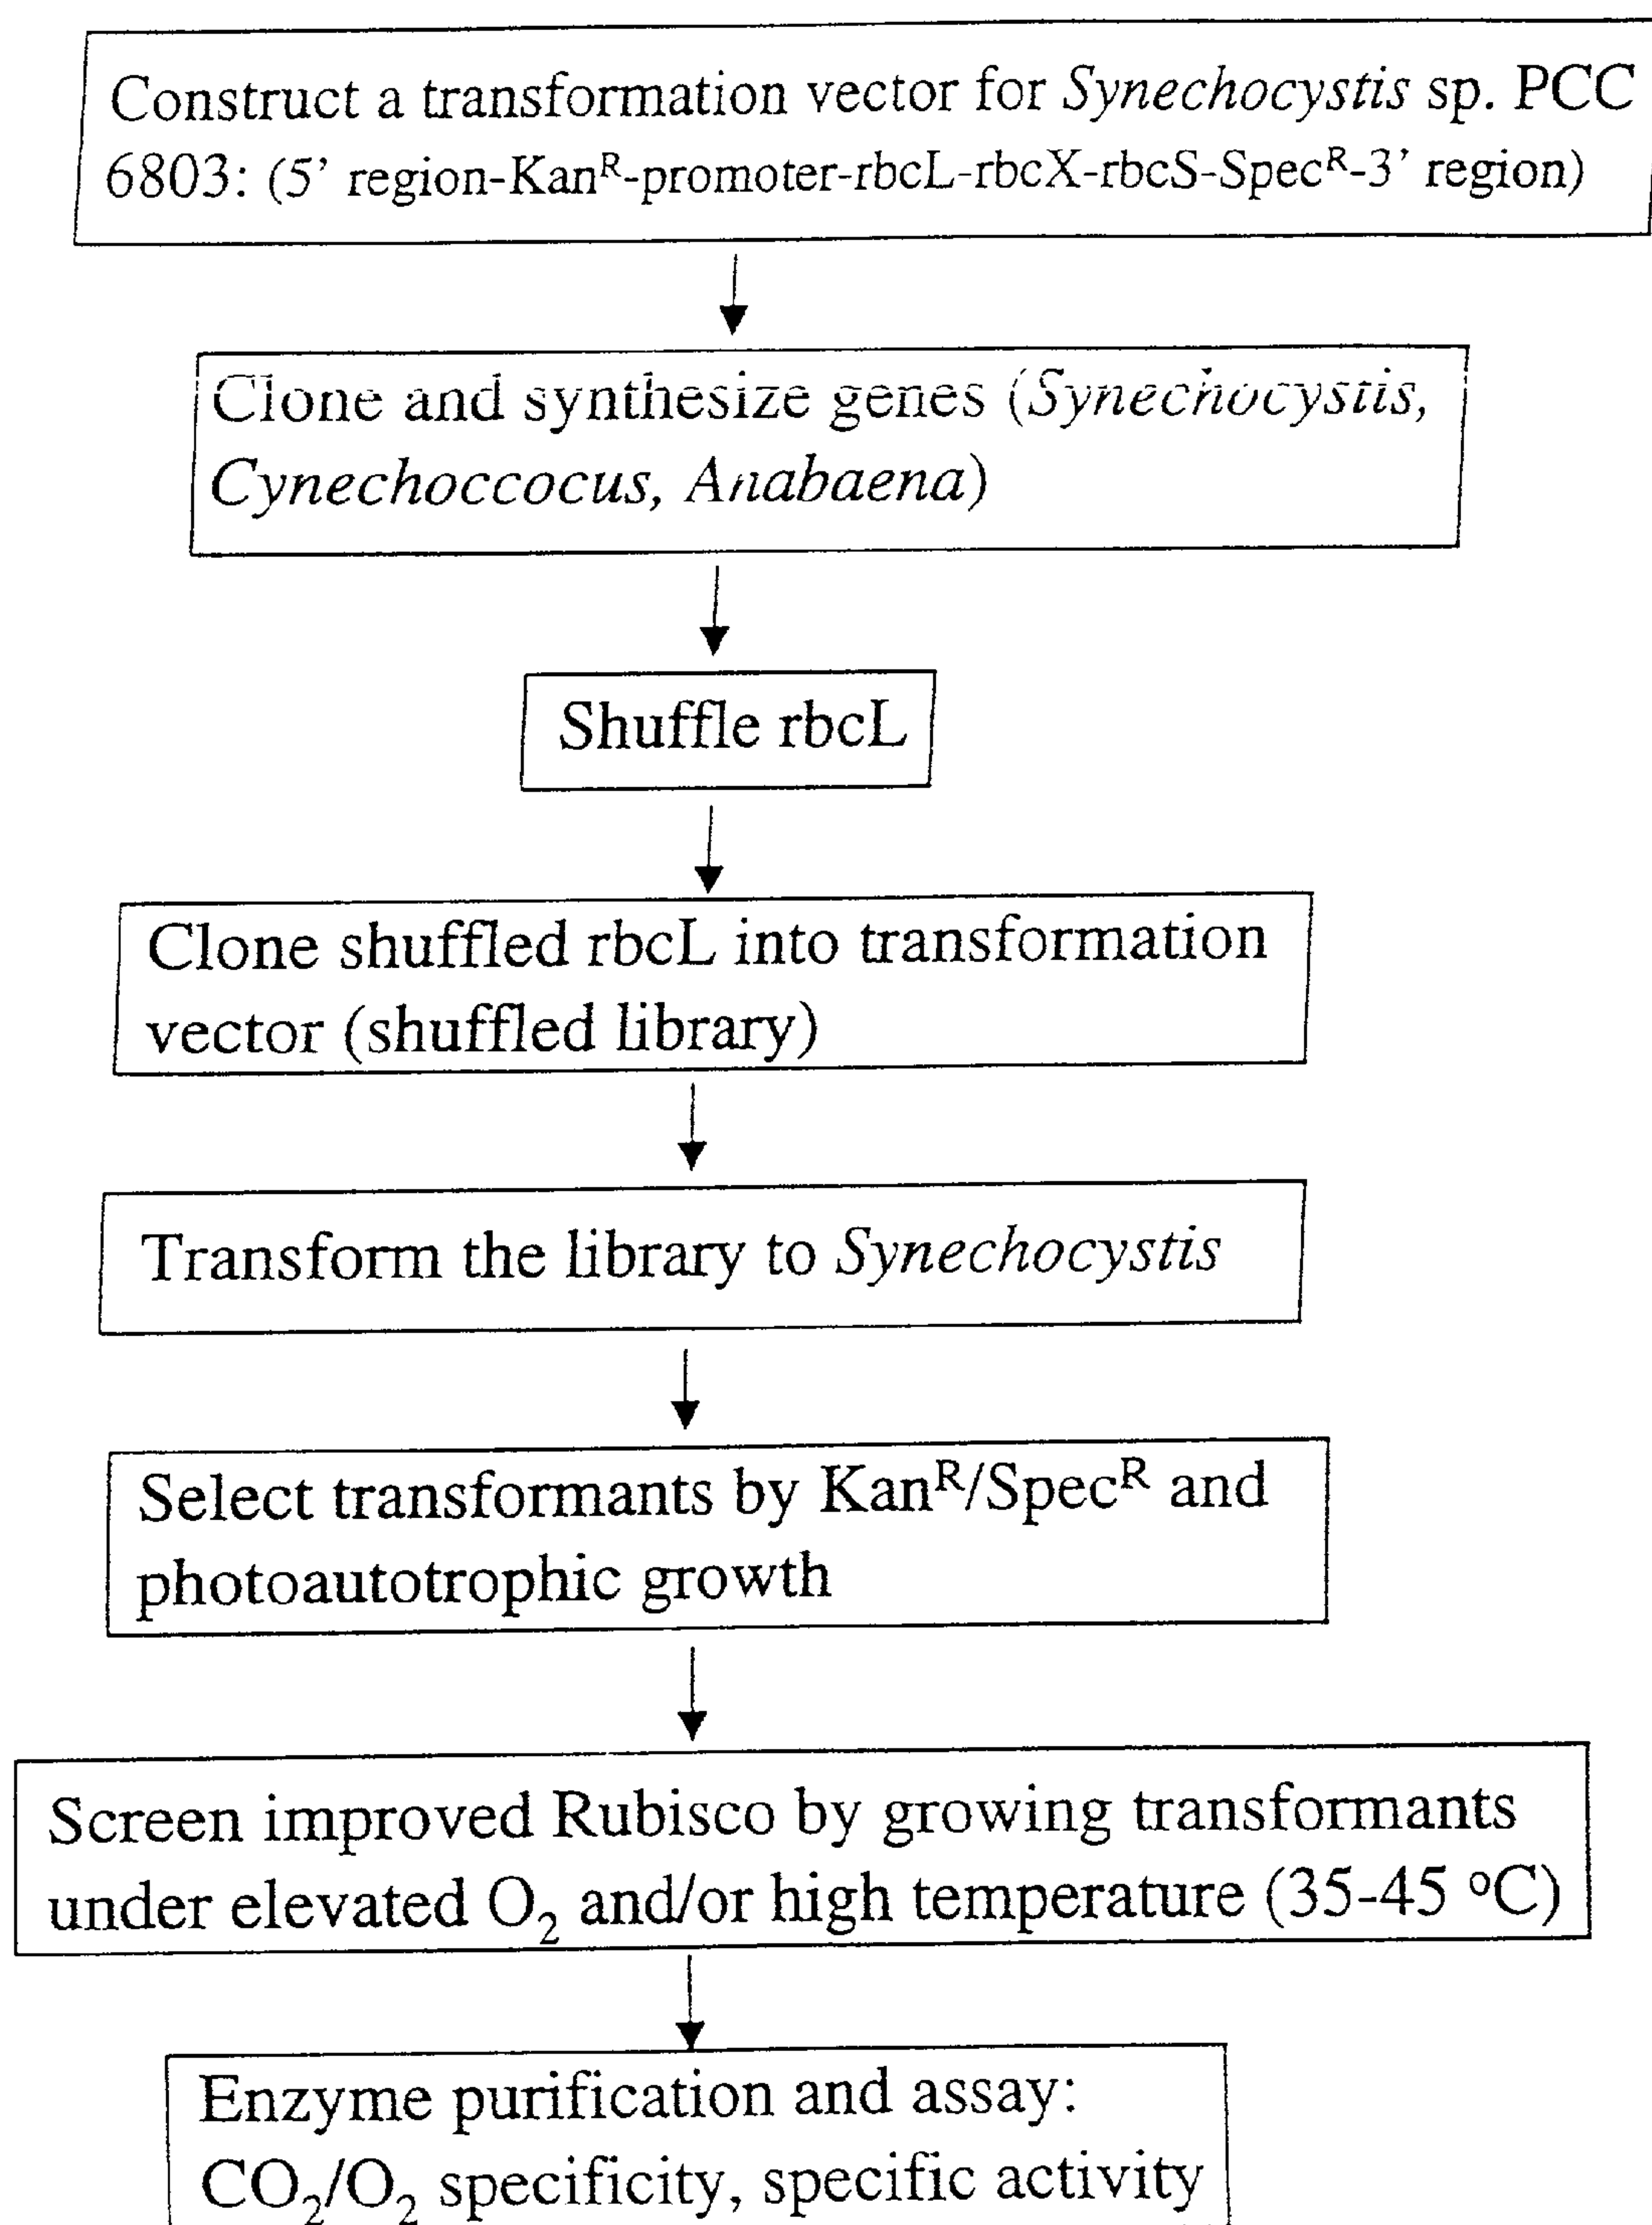 Construct a transformation vector for Synechocystis sp. PCC
6803: (5' region-Kanᴿ-promoter-rbcL-rbcX-rbcS-Specᴿ-3' region)
Clone and synthesize genes (Synechocystis,
Cynechoccocus, Anabaena)
Shuffle rbcL
Clone shuffled rbcL into transformation
vector (shuffled library)
Transform the library to Synechocystis
Select transformants by Kanᴿ/Specᴿ and
photoautotrophic growth
Screen improved Rubisco by growing transformants
under elevated O₂ and/or high temperature (35-45 °C)
Enzyme purification and assay:
CO₂/O₂ specificity, specific activity